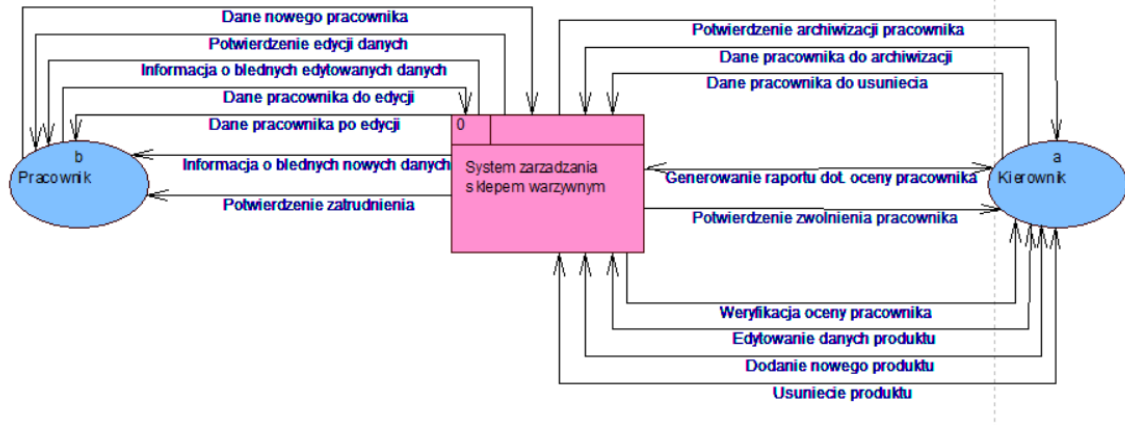 Dane nowego pracownika
Potwierdzenie edycji danych
Informacja o blednych edytowanych danych
Dane pracownika do edycji
Dane pracownika po edycji
Informacja o blednych nowych danych
Potwierdzenie zatrudnienia
b
Pracownik
0
System zarzadzania
sklepem warzywnym
Potwierdzenie archiwizacji pracownika
Dane pracownika do archiwizacji
Dane pracownika do usuniecia
Generowanie raportu dot. oceny pracownika
Potwierdzenie zwolnienia pracownika
a
Kierownik
Weryfikacja oceny pracownika
Edytowanie danych produktu
Dodanie nowego produktu
Usuniecie produktu